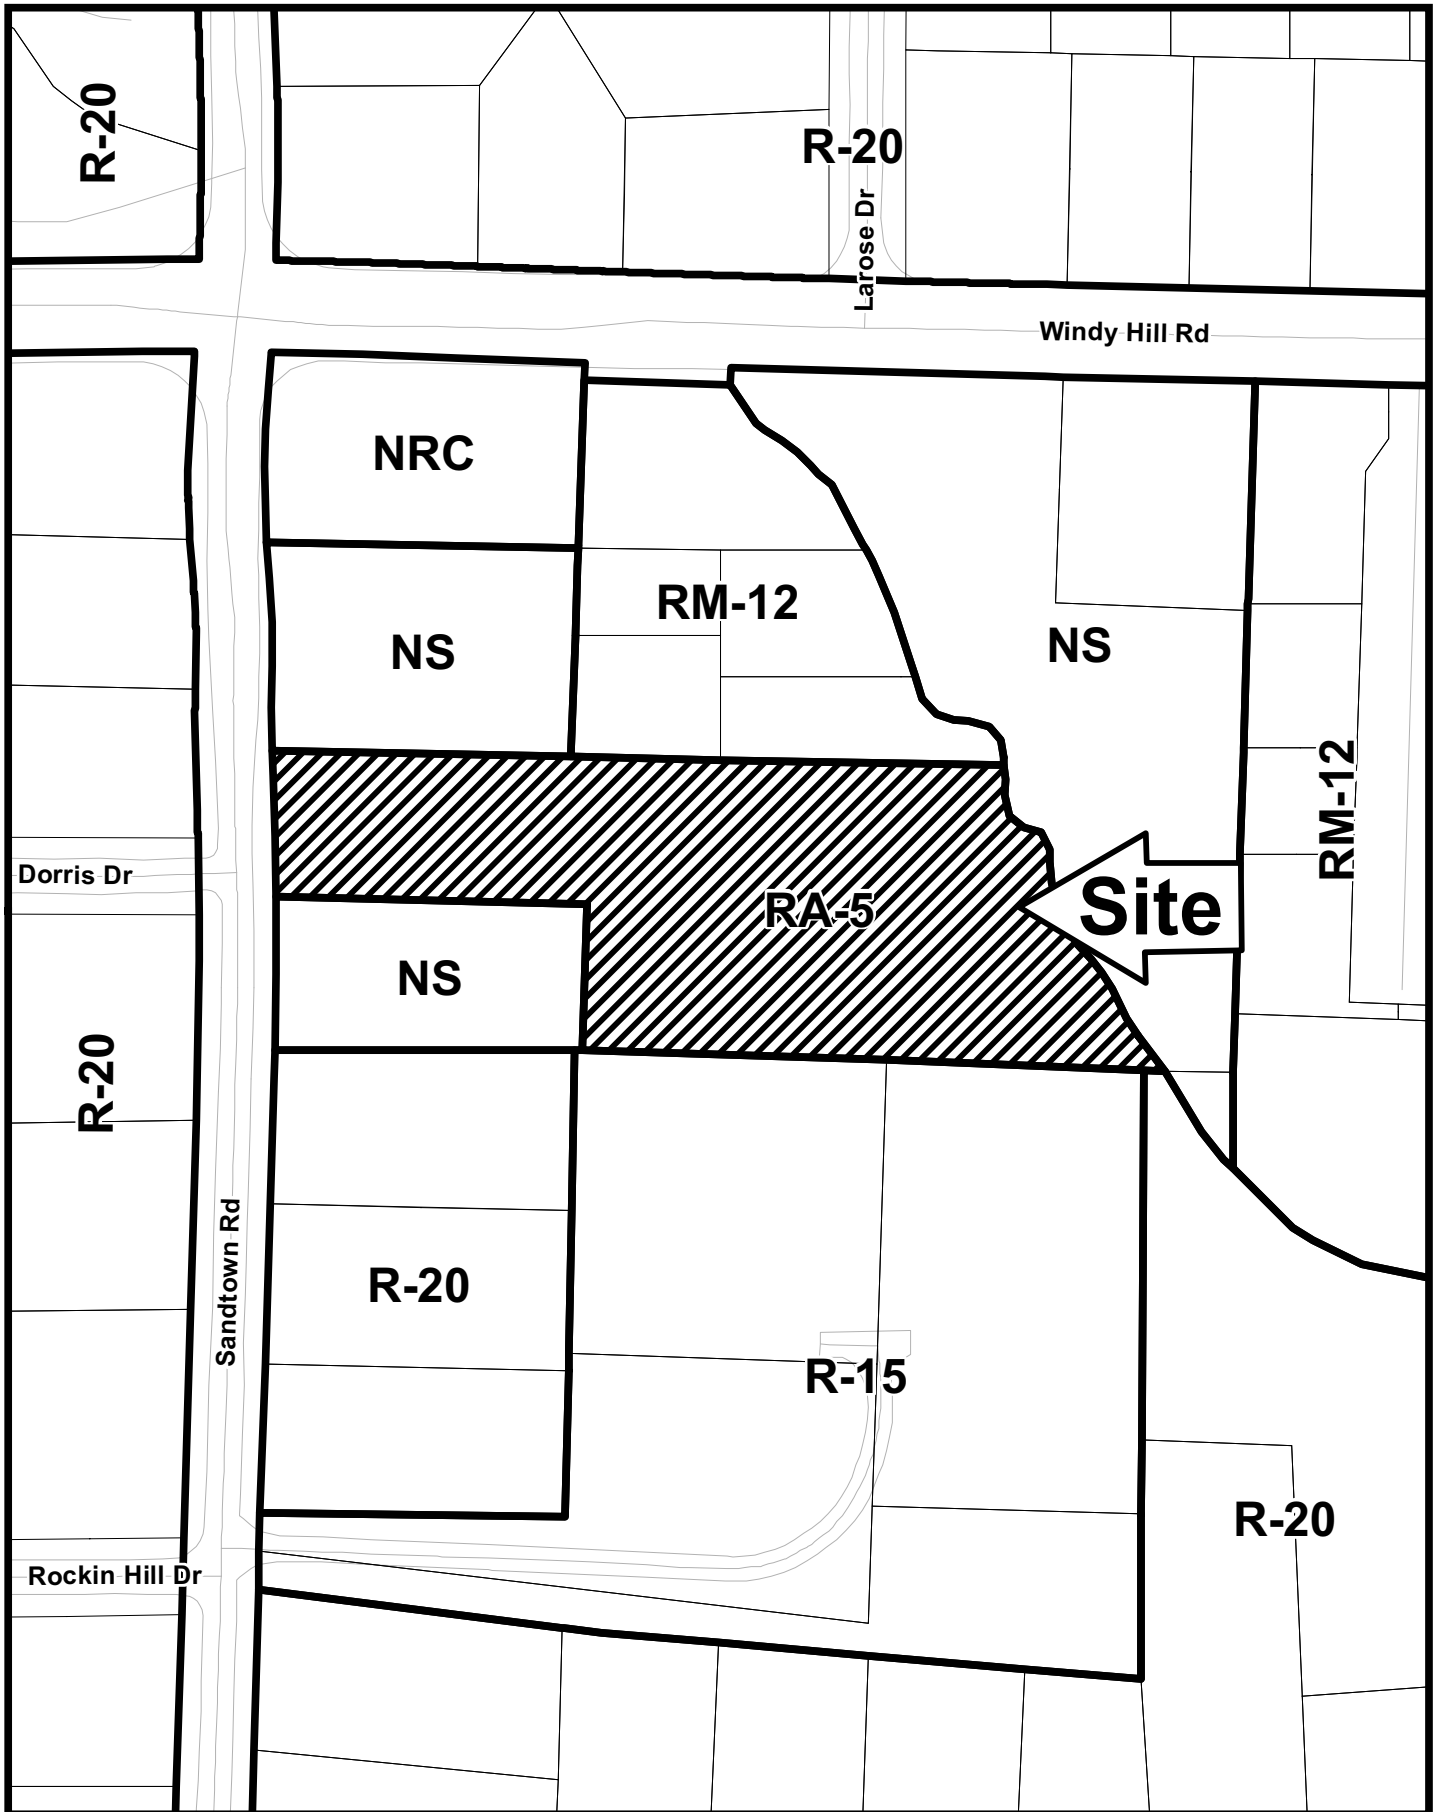 R-20
R-20
Larose Dr
Windy Hill Rd
NRC
RM-12
NS
NS
RM-12
Dorris Dr
RA-5
Site
NS
R-20
Sandtown Rd
R-20
R-15
R-20
Rockin Hill Dr